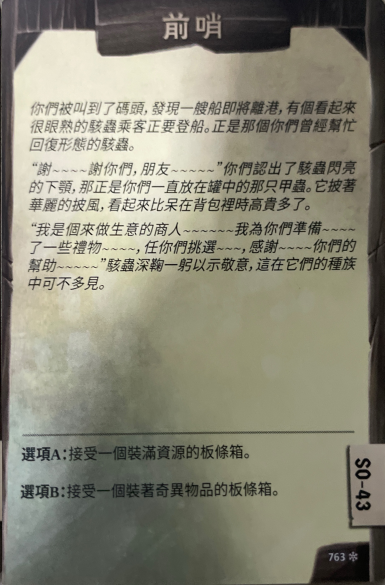 前哨
你們被叫到了碼頭，發現一艘船即將離港，有個看起來
很眼熟的駭蟲乘客正要登船。正是那個你們曾經幫忙
回復形態的駭蟲。
“謝~~~~謝你們，朋友~~~~~”你們認出了駭蟲閃亮
的下顎，那正是你們一直放在罐中的那只甲蟲。它披著
華麗的披風，看起來比呆在背包裡時高貴多了。
“我是個來做生意的商人~~~~~~我為你們準備~~~~
了一些禮物~~~~，任你們挑選~~~，感謝~~~~你們的
幫助~~~~~”駭蟲深鞠一躬以示敬意，這在它們的種族
中可不多見。
選項A：接受一個裝滿資源的板條箱。
選項B：接受一個裝著奇異物品的板條箱。
SO-43
763